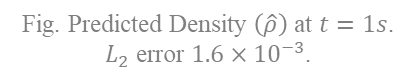 Fig. Predicted Density (ρ̂) at t = 1s.
L₂ error 1.6 × 10⁻³.